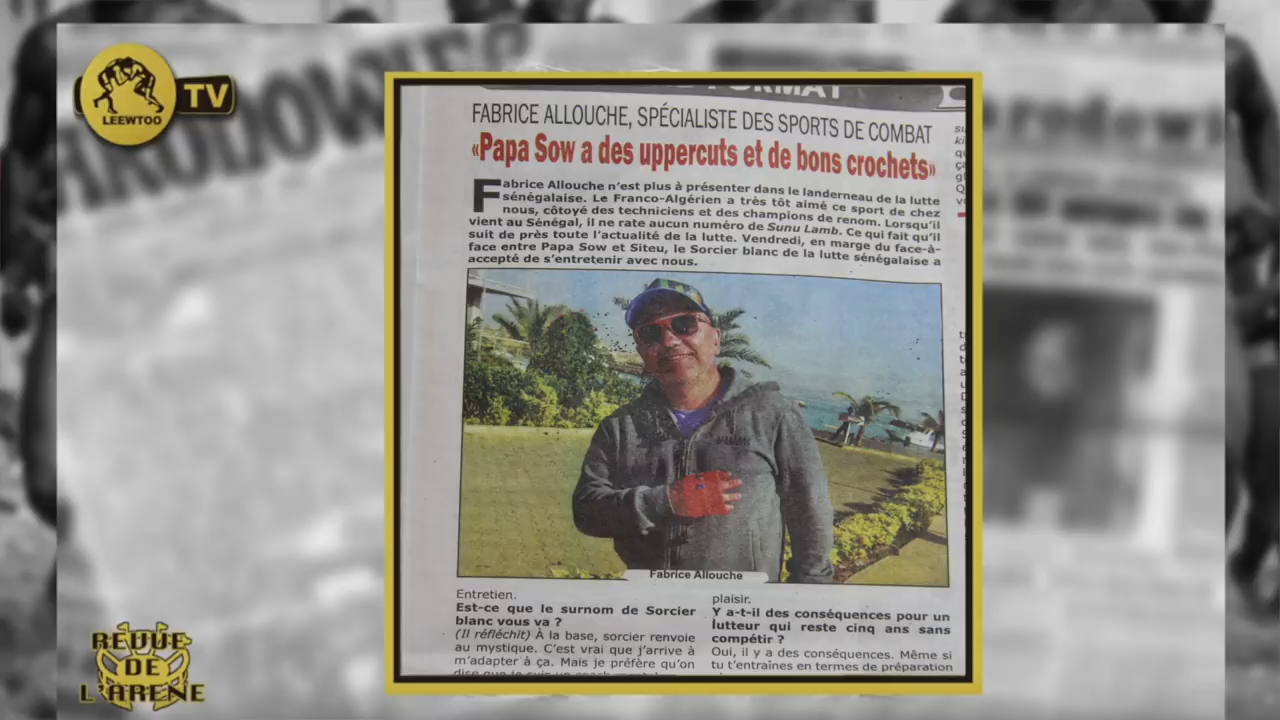 LEEWTOO
TV
FORMAT
FABRICE ALLOUCHE, SPÉCIALISTE DES SPORTS DE COMBAT
«Papa Sow a des uppercuts et de bons crochets»
Fabrice Allouche n'est plus à présenter dans le landerneau de la lutte
sénégalaise. Le Franco-Algérien a très tôt aimé ce sport de chez
nous, côtoyé des techniciens et des champions de renom. Lorsqu'il
vient au Sénégal, il ne rate aucun numéro de Sunu Lamb. Ce qui fait qu'il
suit de près toute l'actualité de la lutte. Vendredi, en marge du face-à-
face entre Papa Sow et Siteu, le Sorcier blanc de la lutte sénégalaise a
accepté de s'entretenir avec nous.
Fabrice Allouche
Entretien.
Est-ce que le surnom de Sorcier
blanc vous va ?
(Il réfléchit) À la base, sorcier renvoie
au mystique. C'est vrai que j'arrive à
m'adapter à ça. Mais je préfère qu'on
dise que je suis un coach
plaisir.
Y a-t-il des conséquences pour un
lutteur qui reste cinq ans sans
compétir ?
Oui, il y a des conséquences. Même si
tu t'entraînes en termes de préparation
REVUE
DE
L'ARENE